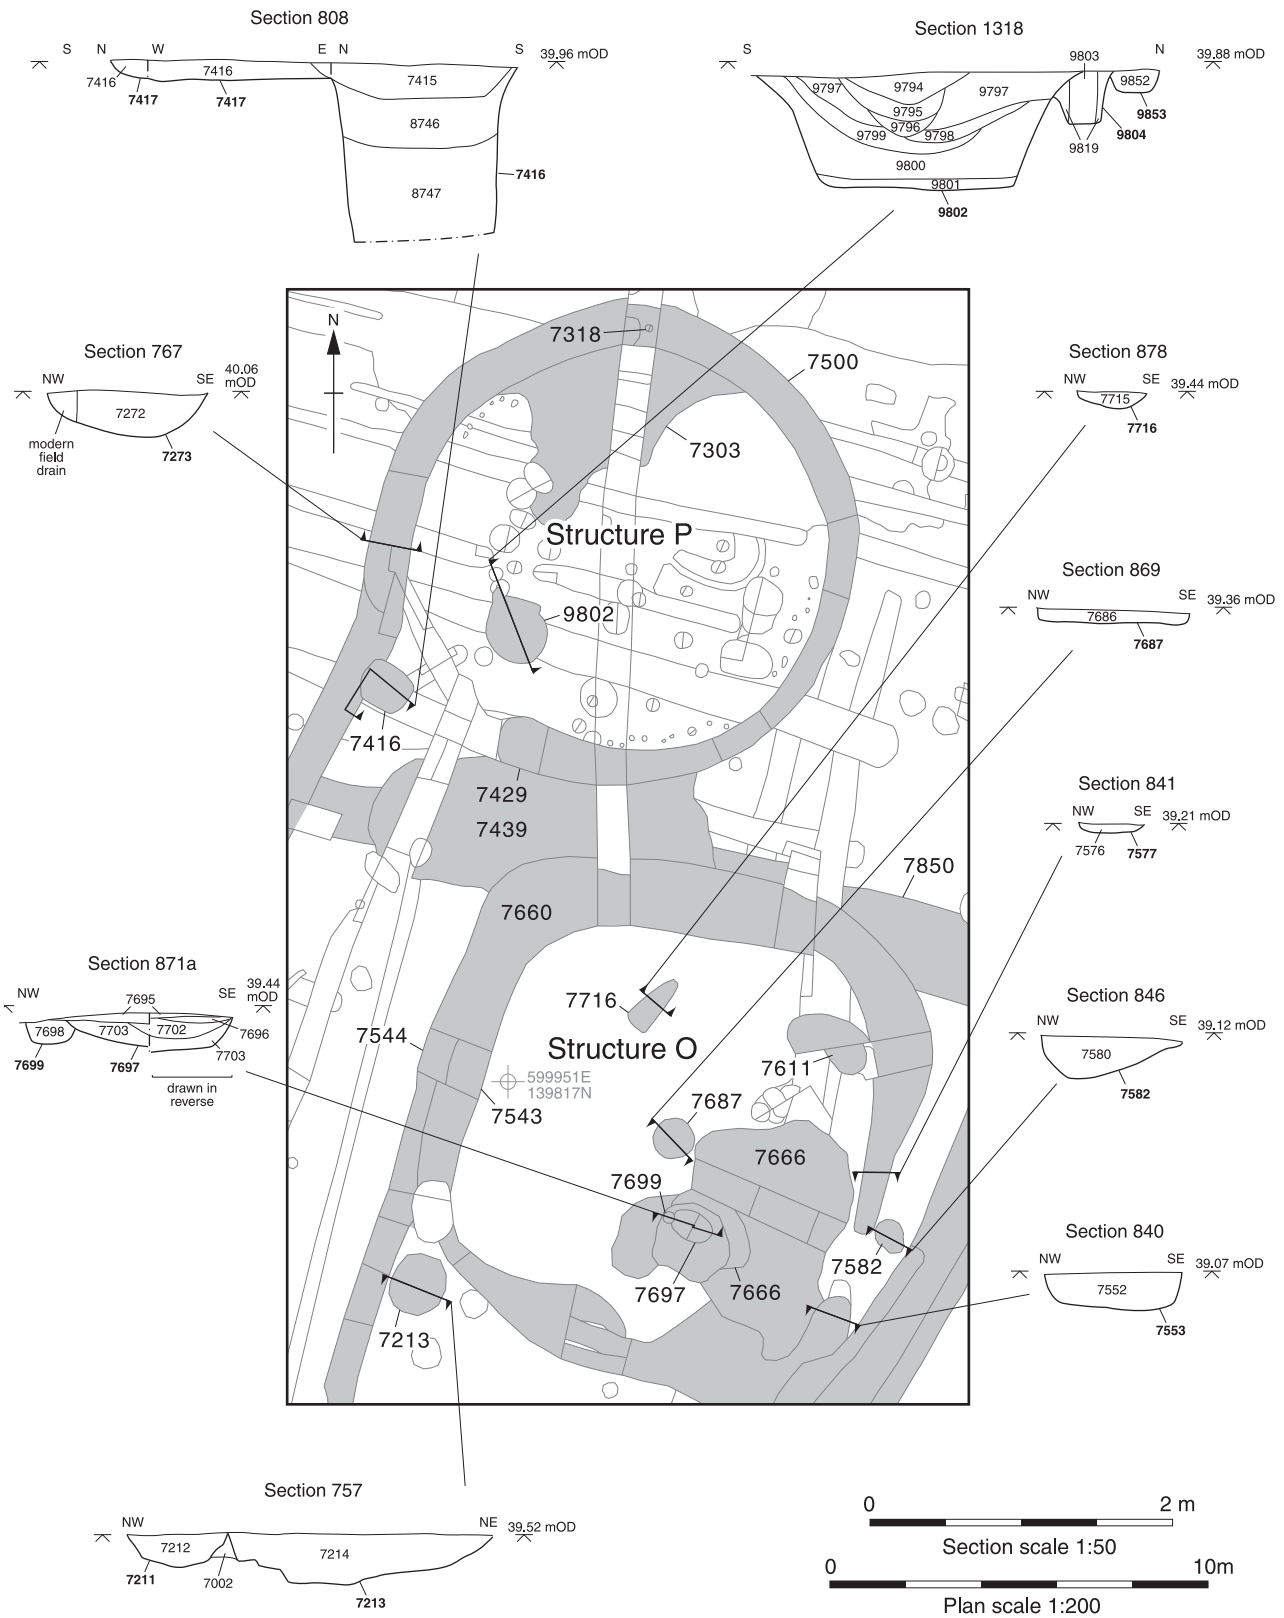 Section 808
S N W E N S 39.96 mOD
7416 7416 7415
7417 7417
8746
8747
7416
Section 1318
S N 39.88 mOD
9803
9797 9794 9797 9852
9795
9796
9799 9798
9853
9804
9819
9800
9801
9802
Section 767
NW SE 40.06
mOD
7272
modern
field
drain
7273
Section 878
NW SE 39.44 mOD
7715
7716
Section 869
NW SE 39.36 mOD
7686
7687
Section 841
NW SE 39.21 mOD
7576 7577
Section 871a
NW SE 39.44
mOD
7695
7698 7703 7702 7696
7699 7697 7703
drawn in
reverse
Section 846
NW SE 39.12 mOD
7580
7582
Section 840
NW SE 39.07 mOD
7552
7553
N
7318
7500
7303
Structure P
9802
7416
7429
7439
7850
7660
7716
7544
Structure O
7611
599951E
139817N
7543
7687
7666
7699
7582
7697
7666
7213
Section 757
NW NE 39.52 mOD
7212 7214
7211 7002
7213
0 2 m
Section scale 1:50
0 10m
Plan scale 1:200